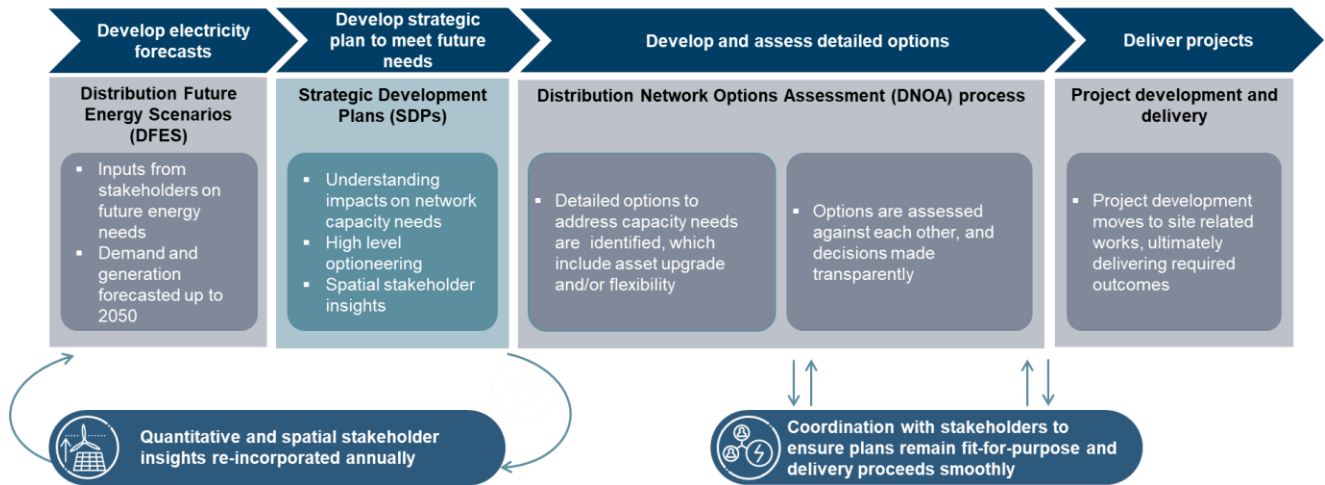 Develop electricity
forecasts
Develop strategic
plan to meet future
needs
Develop and assess detailed options
Deliver projects
Distribution Future
Energy Scenarios
(DFES)
▪ Inputs from
stakeholders on
future energy
needs
▪ Demand and
generation
forecasted up to
2050
Strategic Development
Plans (SDPs)
▪ Understanding
impacts on network
capacity needs
▪ High level
optioneering
▪ Spatial stakeholder
insights
Distribution Network Options Assessment (DNOA) process
▪ Detailed options to
address capacity needs
are identified, which
include asset upgrade
and/or flexibility
▪ Options are assessed
against each other, and
decisions made
transparently
Project development and
delivery
▪ Project development
moves to site related
works, ultimately
delivering required
outcomes
Quantitative and spatial stakeholder
insights re-incorporated annually
Coordination with stakeholders to
ensure plans remain fit-for-purpose and
delivery proceeds smoothly